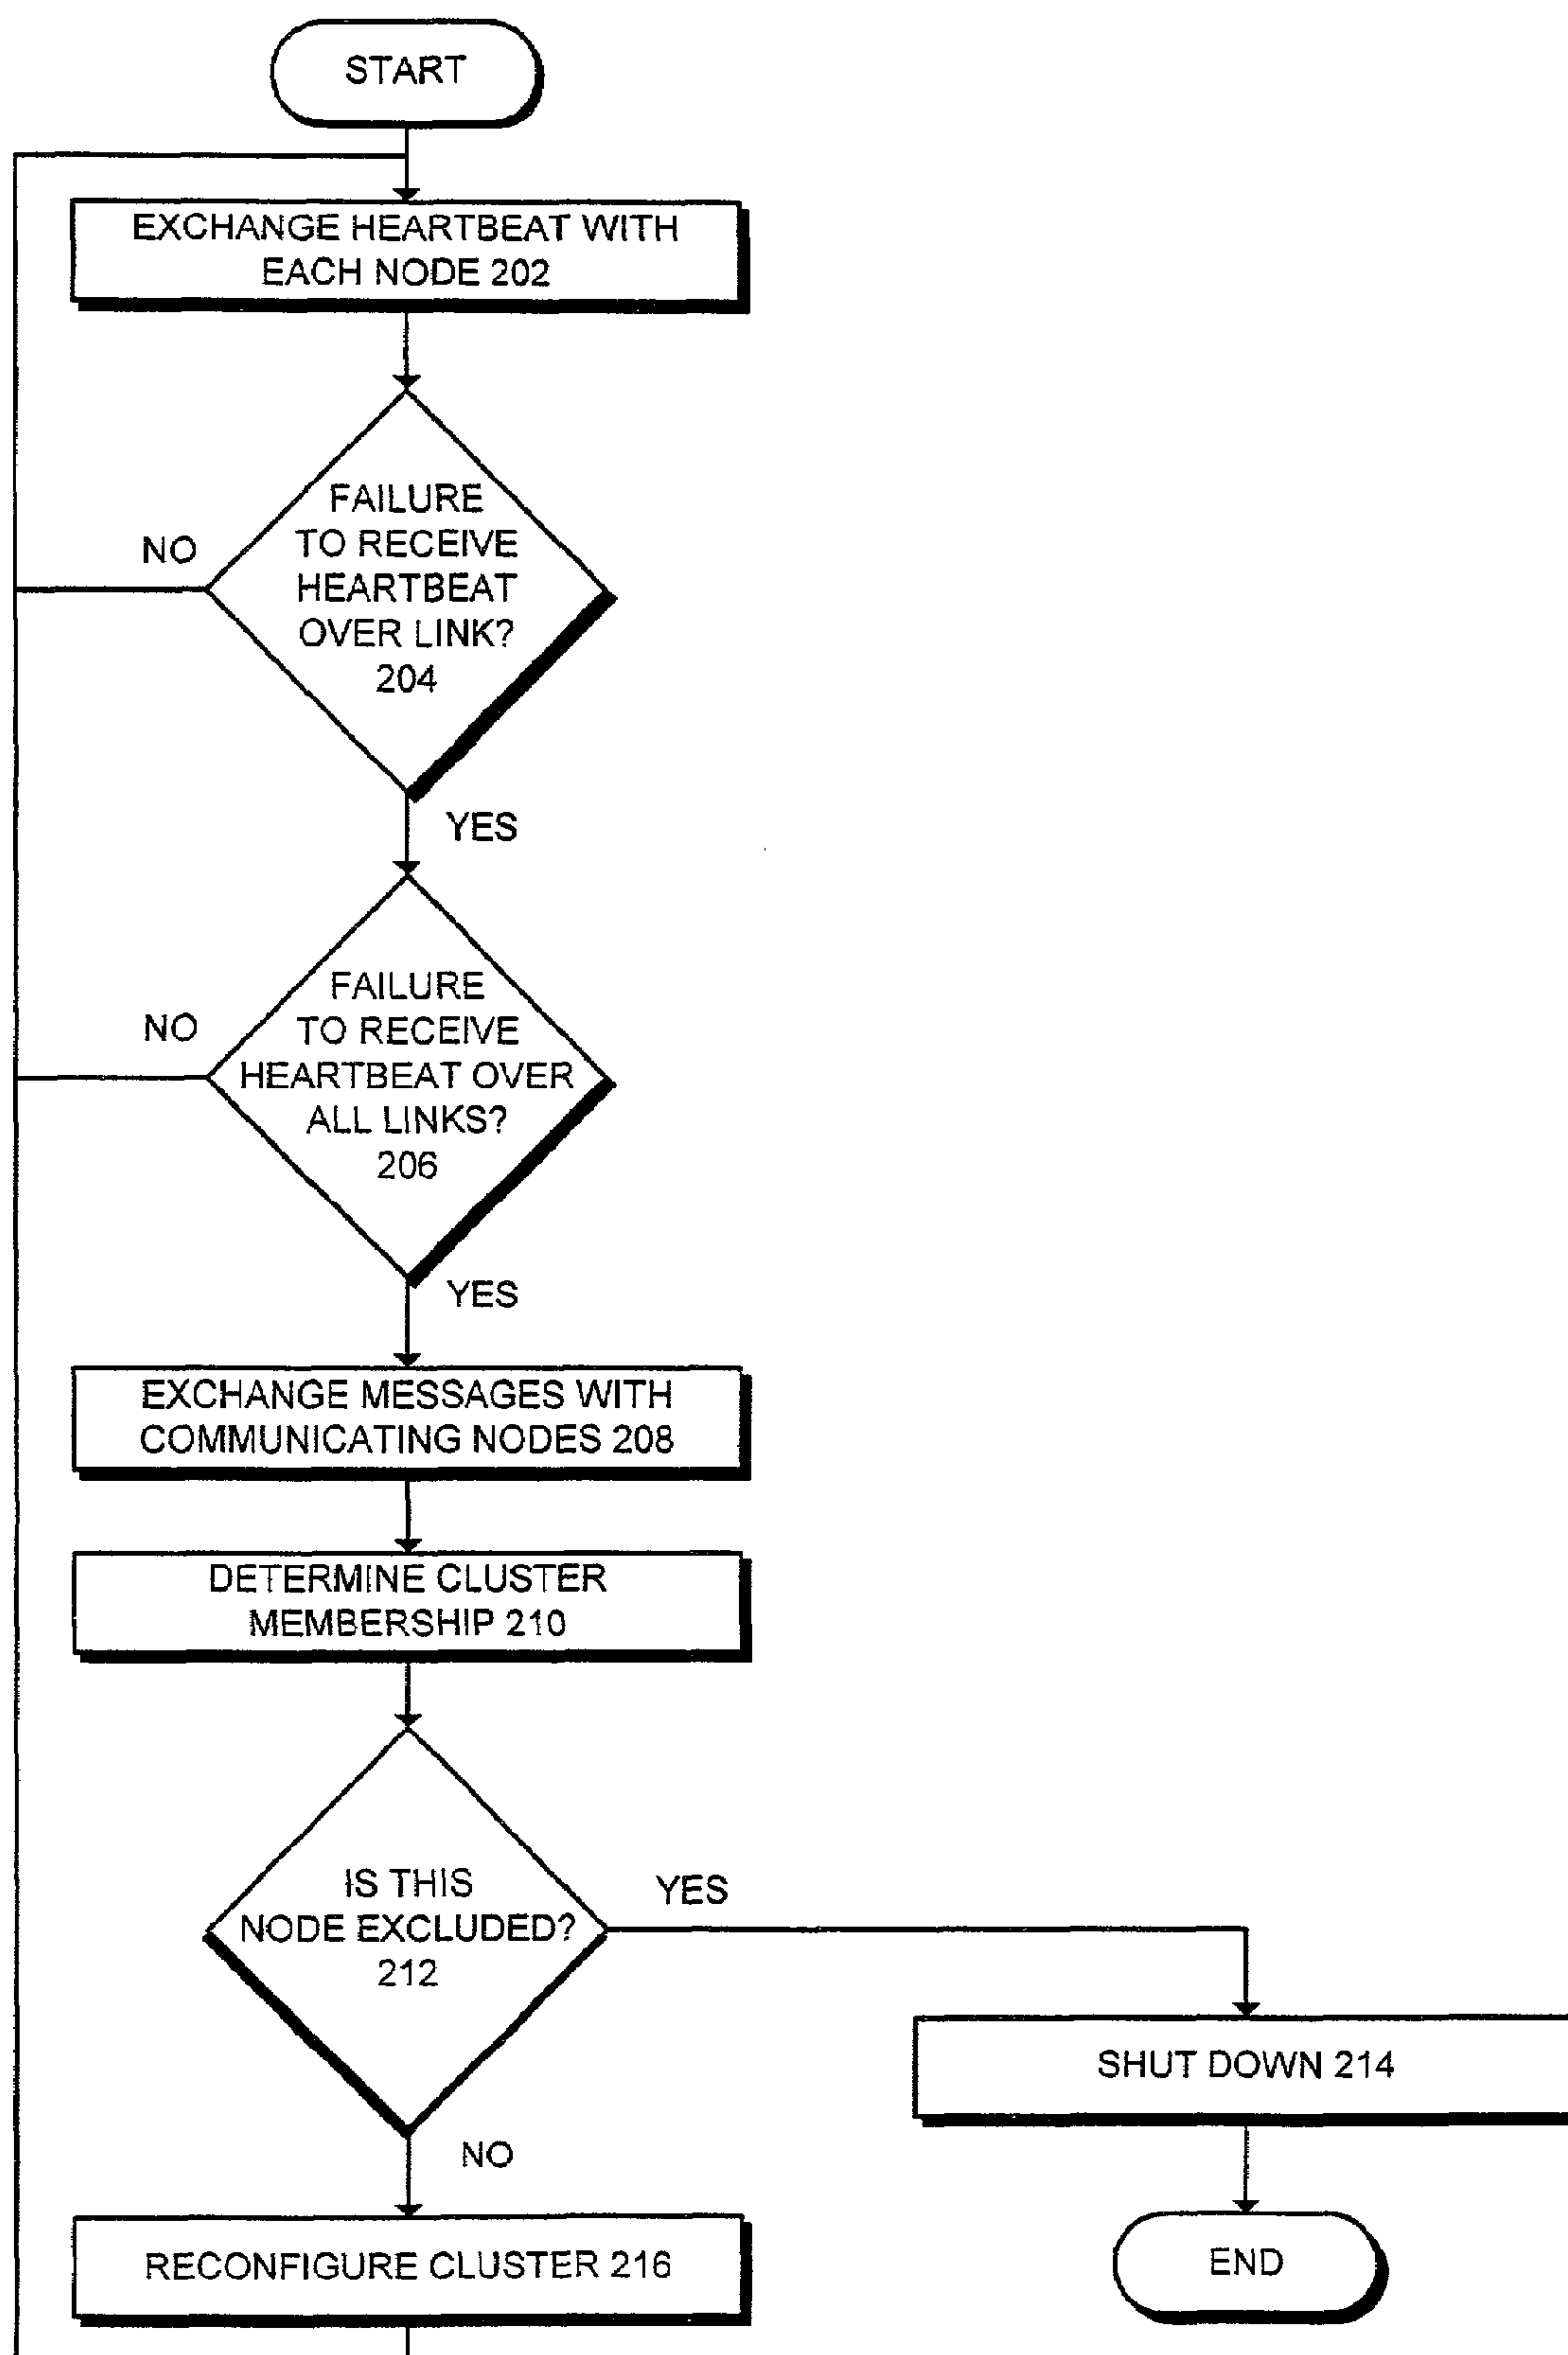 START
EXCHANGE HEARTBEAT WITH
EACH NODE 202
FAILURE
TO RECEIVE
HEARTBEAT
OVER LINK?
204
NO
YES
FAILURE
TO RECEIVE
HEARTBEAT OVER
ALL LINKS?
206
NO
YES
EXCHANGE MESSAGES WITH
COMMUNICATING NODES 208
DETERMINE CLUSTER
MEMBERSHIP 210
IS THIS
NODE EXCLUDED?
212
YES
SHUT DOWN 214
NO
RECONFIGURE CLUSTER 216
END